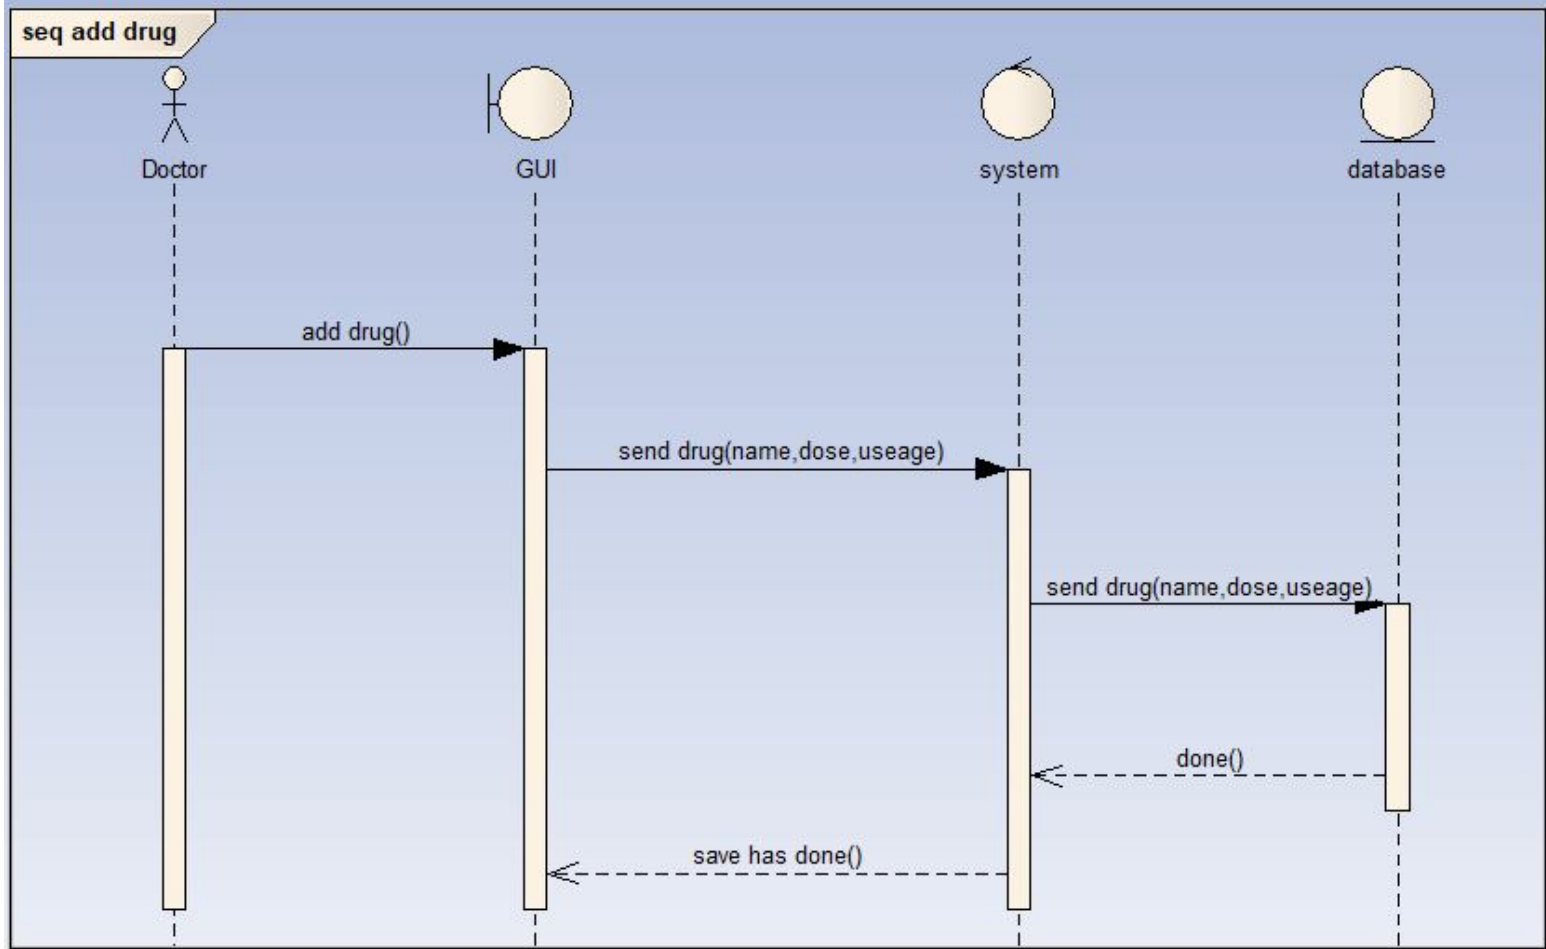 seq add drug
Doctor
GUI
system
database
add drug()
send drug(name,dose,useage)
send drug(name,dose,useage)
done()
save has done()